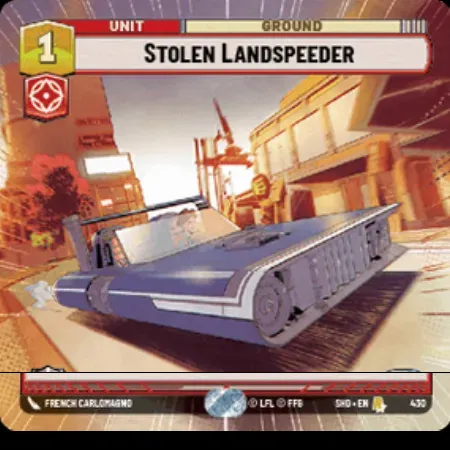 UNIT
GROUND
1
STOLEN LANDSPEEDER
FRENCH CARLOMAGNO
© LFL © FFG
SHD • EN
430